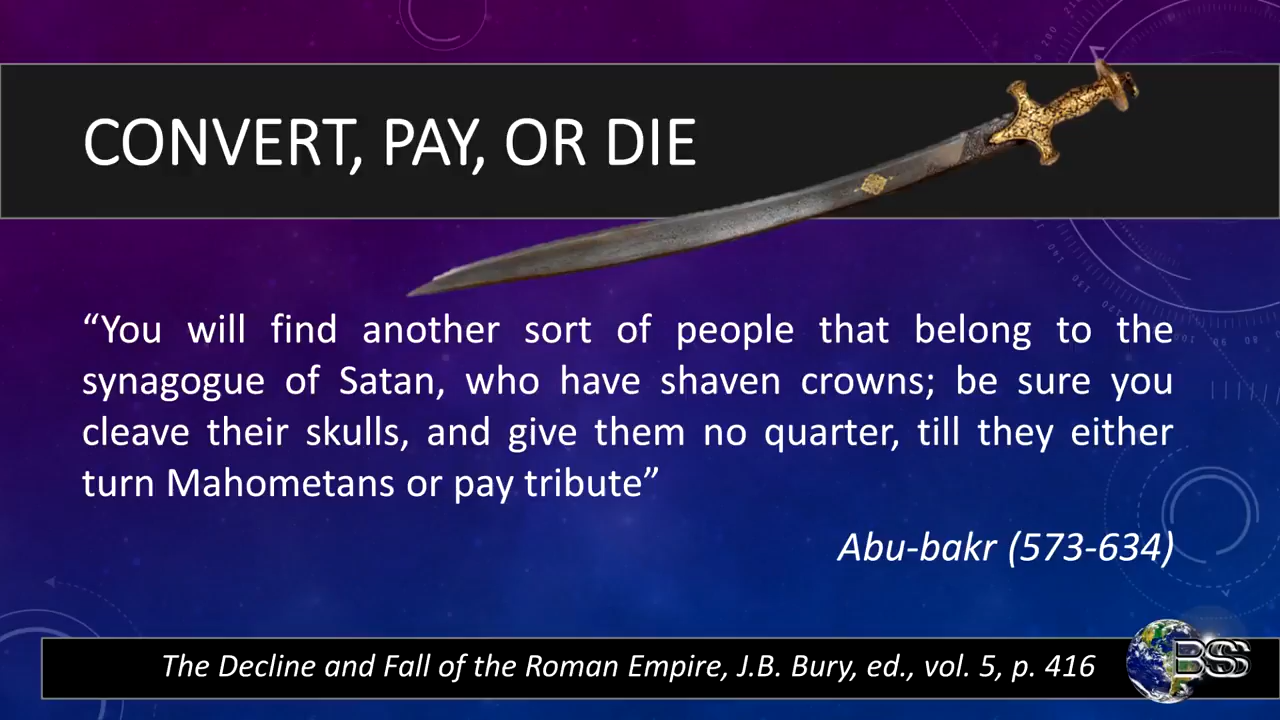 CONVERT, PAY, OR DIE
“You will find another sort of people that belong to the
synagogue of Satan, who have shaven crowns; be sure you
cleave their skulls, and give them no quarter, till they either
turn Mahometans or pay tribute”
Abu-bakr (573-634)
The Decline and Fall of the Roman Empire, J.B. Bury, ed., vol. 5, p. 416
BSS